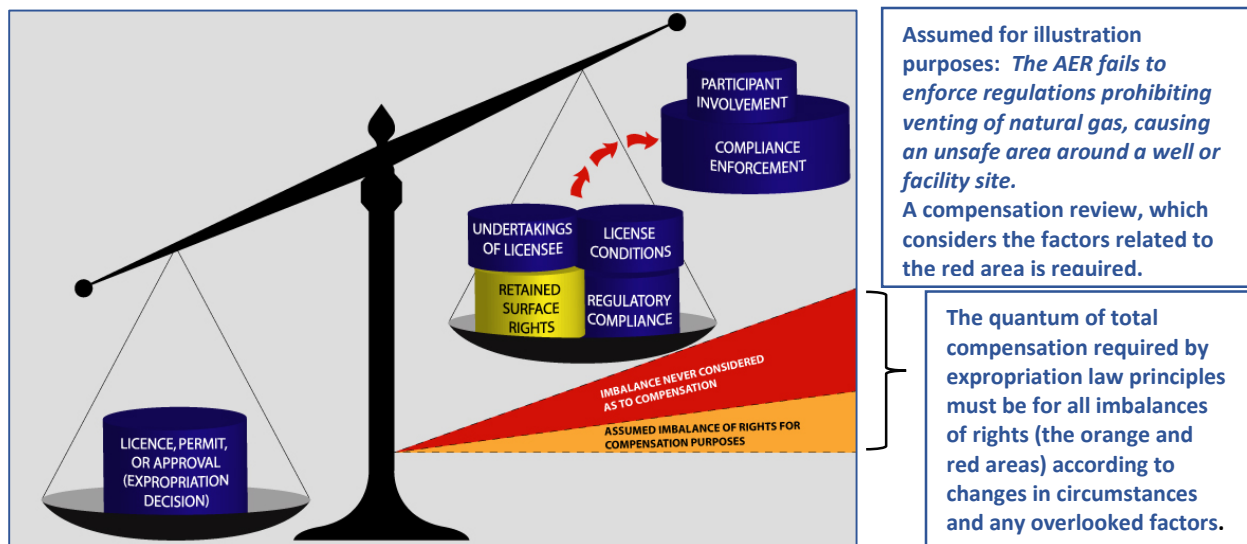 PARTICIPANT
INVOLVEMENT
COMPLIANCE
ENFORCEMENT
UNDERTAKINGS
OF LICENSEE
LICENSE
CONDITIONS
RETAINED
SURFACE
RIGHTS
REGULATORY
COMPLIANCE
IMBALANCE NEVER CONSIDERED
AS TO COMPENSATION
ASSUMED IMBALANCE OF RIGHTS FOR
COMPENSATION PURPOSES
LICENCE, PERMIT,
OR APPROVAL
(EXPROPRIATION
DECISION)
Assumed for illustration
purposes: The AER fails to
enforce regulations prohibiting
venting of natural gas, causing
an unsafe area around a well or
facility site.
A compensation review, which
considers the factors related to
the red area is required.
The quantum of total
compensation required by
expropriation law principles
must be for all imbalances
of rights (the orange and
red areas) according to
changes in circumstances
and any overlooked factors.